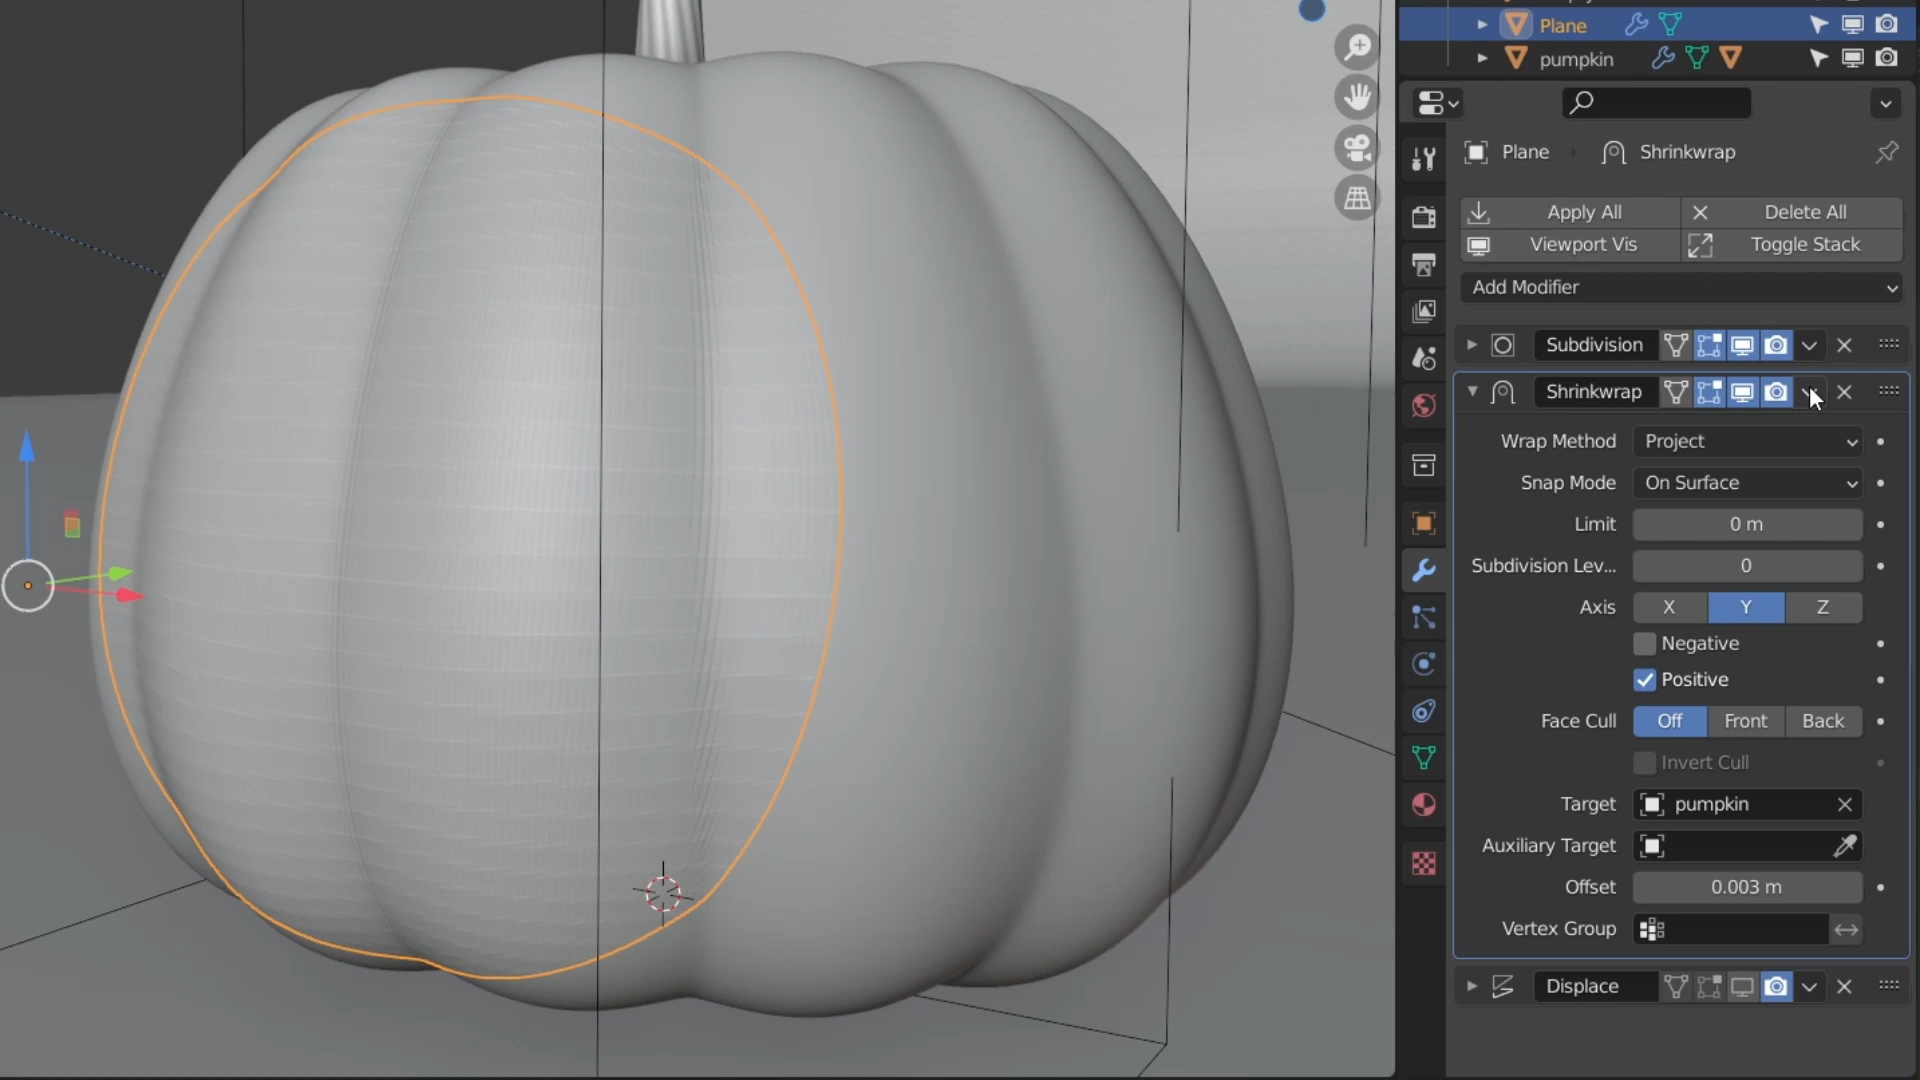 Plane
pumpkin
Plane
Shrinkwrap
Apply All
Delete All
Viewport Vis
Toggle Stack
Add Modifier
Subdivision
Shrinkwrap
Wrap Method
Project
Snap Mode
On Surface
Limit
0 m
Subdivision Lev...
0
Axis
X
Y
Z
Negative
Positive
Face Cull
Off
Front
Back
Invert Cull
Target
pumpkin
Auxiliary Target
Offset
0.003 m
Vertex Group
Displace